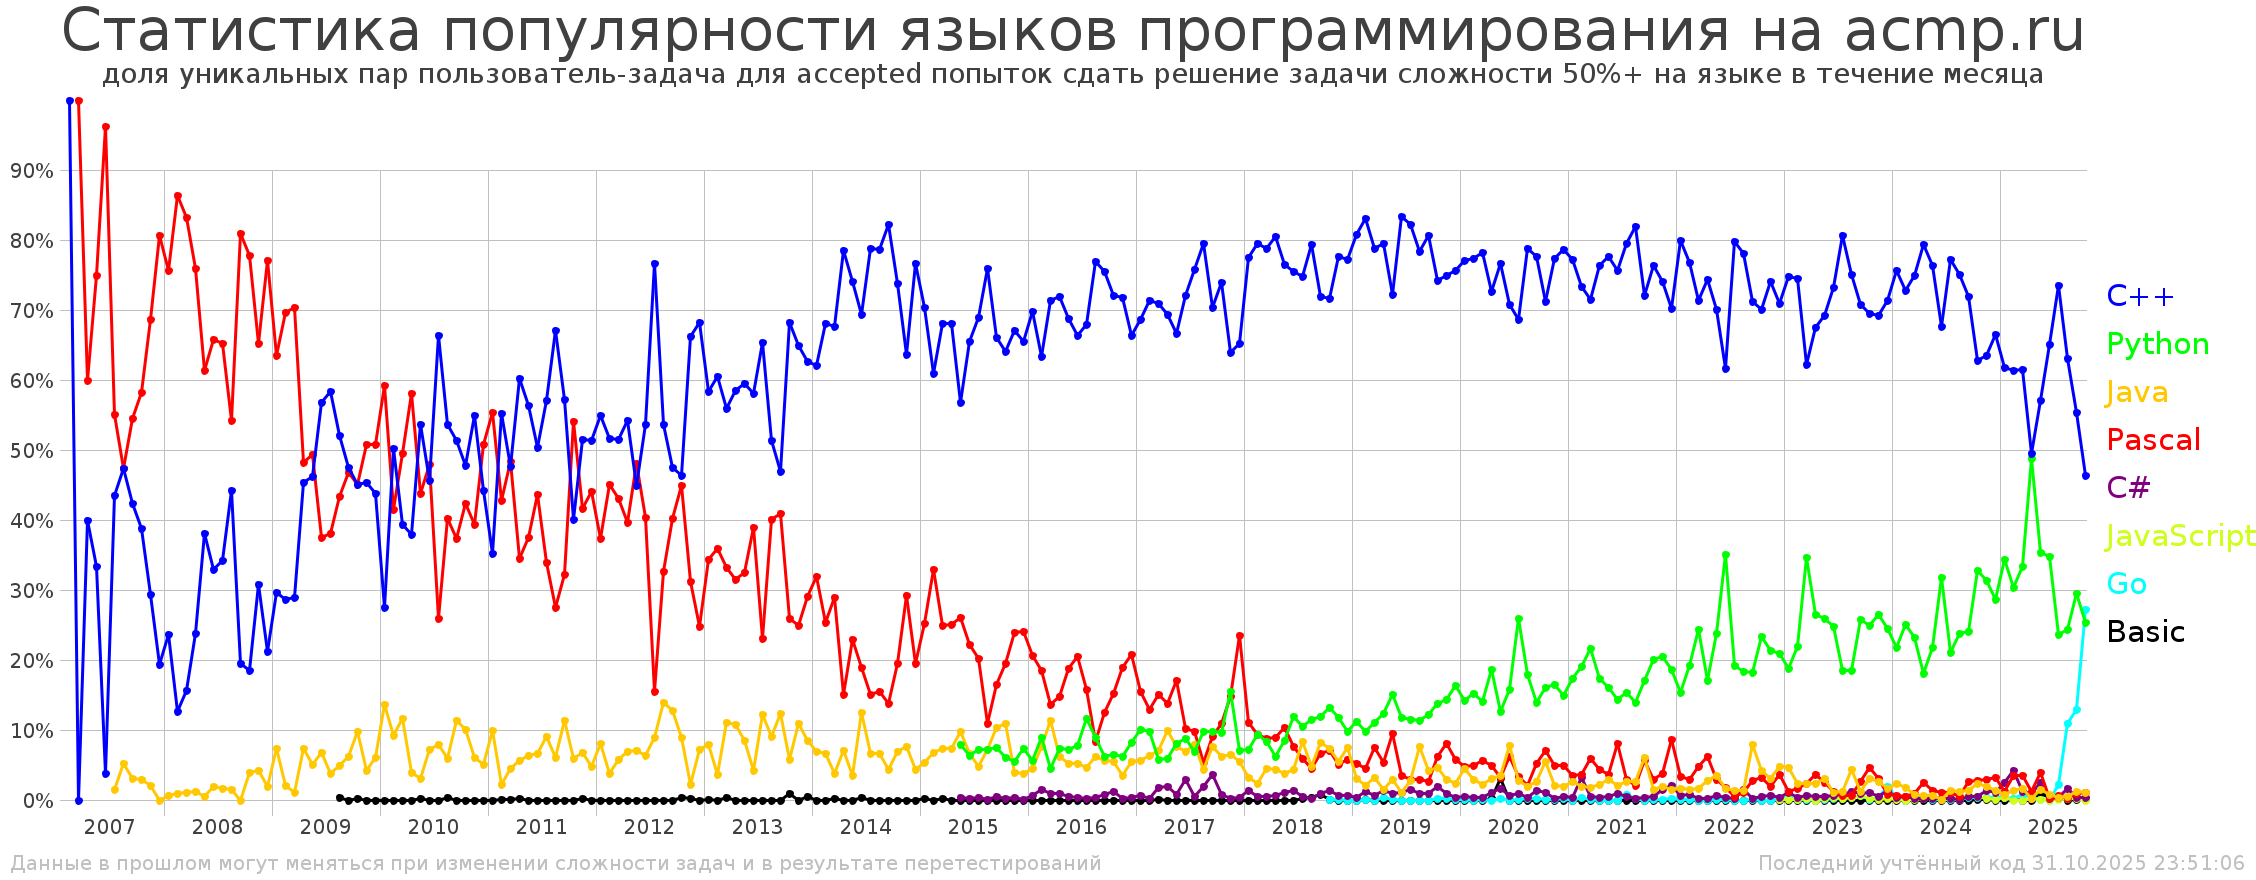 Статистика популярности языков программирования на acmp.ru
доля уникальных пар пользователь-задача для accepted попыток сдать решение задачи сложности 50%+ на языке в течение месяца
90%
80%
70%
60%
50%
40%
30%
20%
10%
0%
C++
Python
Java
Pascal
C#
JavaScript
Go
Basic
2007 2008 2009 2010 2011 2012 2013 2014 2015 2016 2017 2018 2019 2020 2021 2022 2023 2024 2025
Данные в прошлом могут меняться при изменении сложности задач и в результате перетестирований
Последний учтённый код 31.10.2025 23:51:06